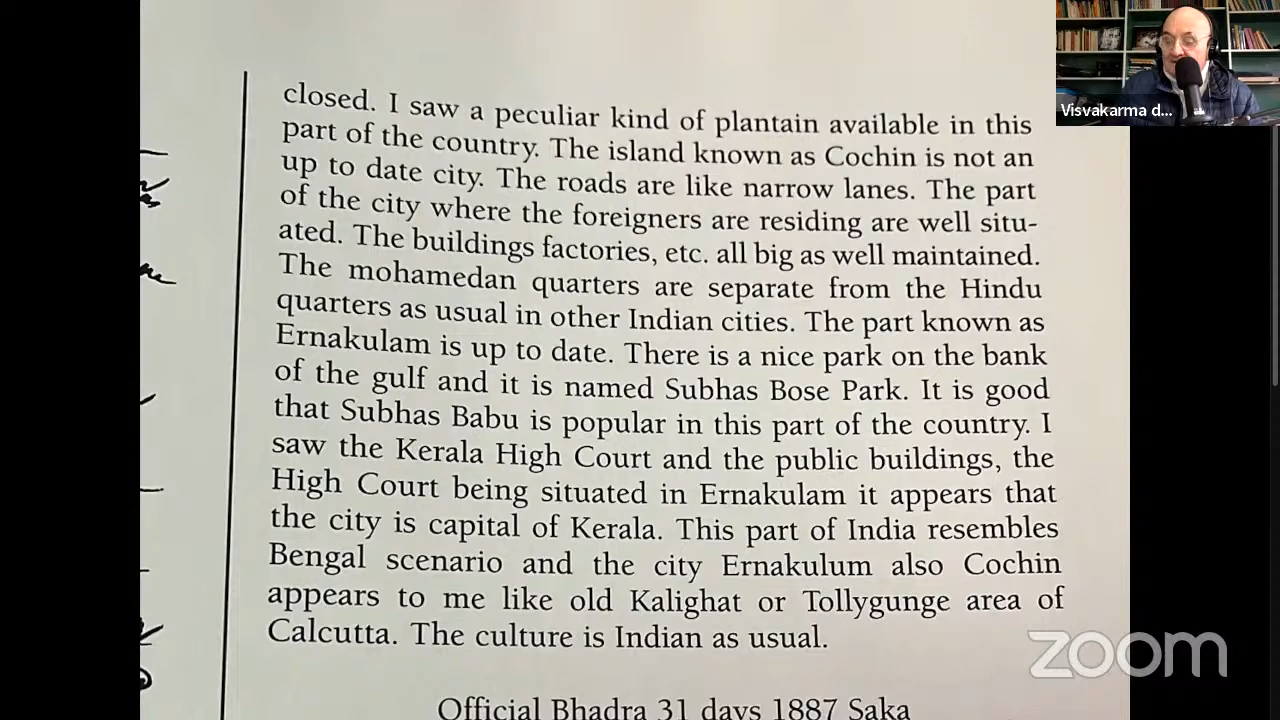 closed. I saw a peculiar kind of plantain available in this
part of the country. The island known as Cochin is not an
up to date city. The roads are like narrow lanes. The part
of the city where the foreigners are residing are well situ-
ated. The buildings factories, etc. all big as well maintained.
The mohamedan quarters are separate from the Hindu
quarters as usual in other Indian cities. The part known as
Ernakulam is up to date. There is a nice park on the bank
of the gulf and it is named Subhas Bose Park. It is good
that Subhas Babu is popular in this part of the country. I
saw the Kerala High Court and the public buildings, the
High Court being situated in Ernakulam it appears that
the city is capital of Kerala. This part of India resembles
Bengal scenario and the city Ernakulum also Cochin
appears to me like old Kalighat or Tollygunge area of
Calcutta. The culture is Indian as usual.
Official Bhadra 31 days 1887 Saka
Visvakarma d...
zoom